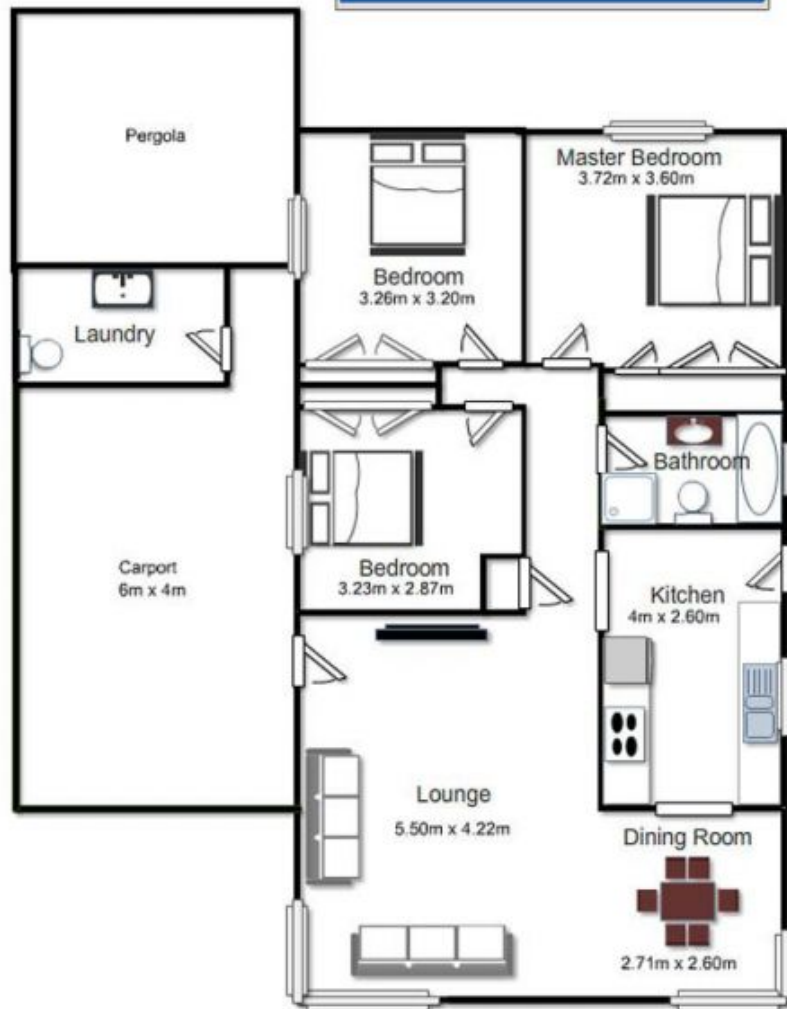 Pergola
Master Bedroom
3.72m x 3.60m
Bedroom
3.26m x 3.20m
Laundry
Bathroom
Carport
6m x 4m
Bedroom
3.23m x 2.87m
Kitchen
4m x 2.60m
Lounge
5.50m x 4.22m
Dining Room
2.71m x 2.60m